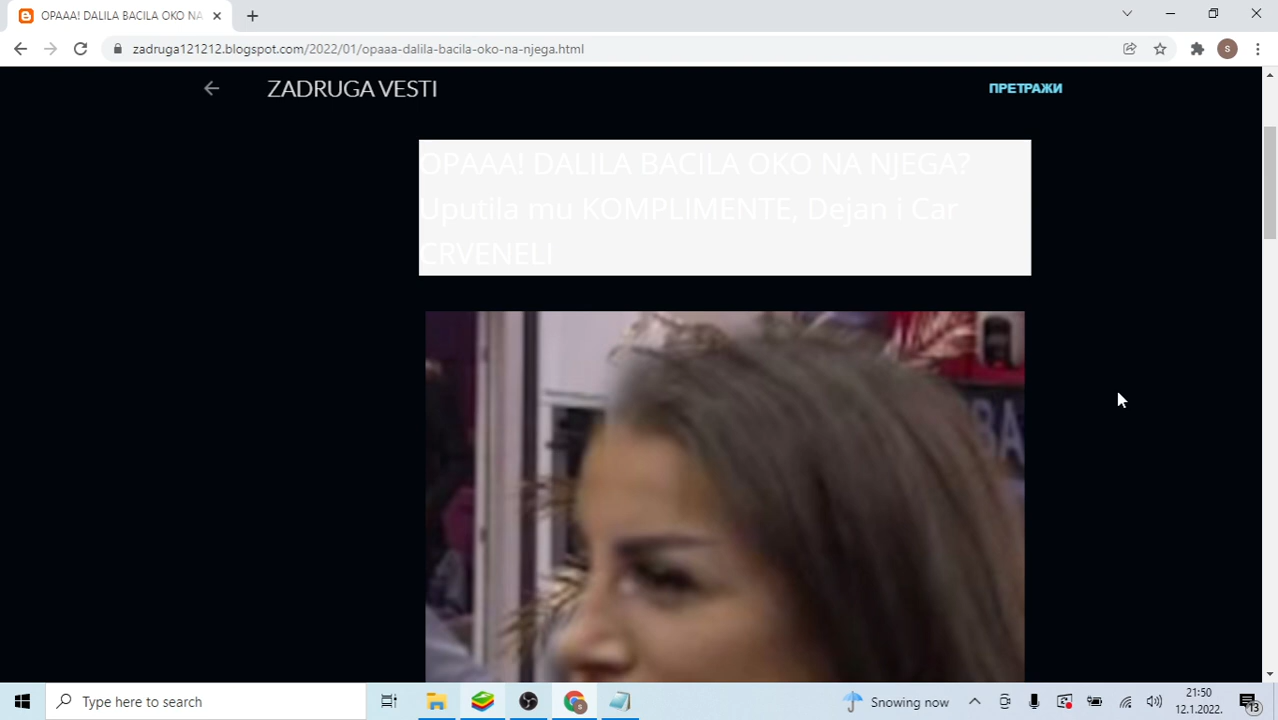 OPAAA! DALILA BACILA OKO NA
zadruga121212.blogspot.com/2022/01/opaaa-dalila-bacila-oko-na-njega.html
S
ZADRUGA VESTI
ПРЕТРАЖИ
OPAAA! DALILA BACILA OKO NA NJEGA?
Uputila mu KOMPLIMENTE, Dejan i Car
CRVENELI
BA
Type here to search
S
Snowing now
21:50
12.1.2022.
13